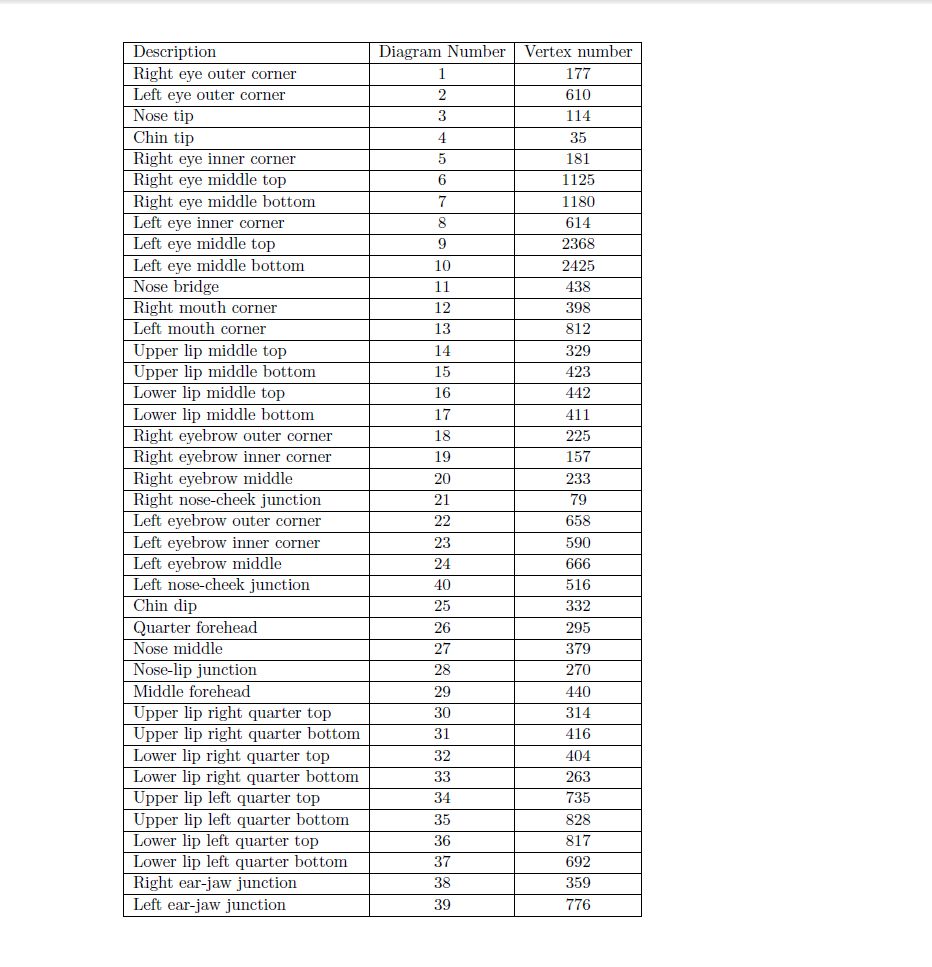 Description Diagram Number Vertex number
Right eye outer corner 1 177
Left eye outer corner 2 610
Nose tip 3 114
Chin tip 4 35
Right eye inner corner 5 181
Right eye middle top 6 1125
Right eye middle bottom 7 1180
Left eye inner corner 8 614
Left eye middle top 9 2368
Left eye middle bottom 10 2425
Nose bridge 11 438
Right mouth corner 12 398
Left mouth corner 13 812
Upper lip middle top 14 329
Upper lip middle bottom 15 423
Lower lip middle top 16 442
Lower lip middle bottom 17 411
Right eyebrow outer corner 18 225
Right eyebrow inner corner 19 157
Right eyebrow middle 20 233
Right nose-cheek junction 21 79
Left eyebrow outer corner 22 658
Left eyebrow inner corner 23 590
Left eyebrow middle 24 666
Left nose-cheek junction 40 516
Chin dip 25 332
Quarter forehead 26 295
Nose middle 27 379
Nose-lip junction 28 270
Middle forehead 29 440
Upper lip right quarter top 30 314
Upper lip right quarter bottom 31 416
Lower lip right quarter top 32 404
Lower lip right quarter bottom 33 263
Upper lip left quarter top 34 735
Upper lip left quarter bottom 35 828
Lower lip left quarter top 36 817
Lower lip left quarter bottom 37 692
Right ear-jaw junction 38 359
Left ear-jaw junction 39 776